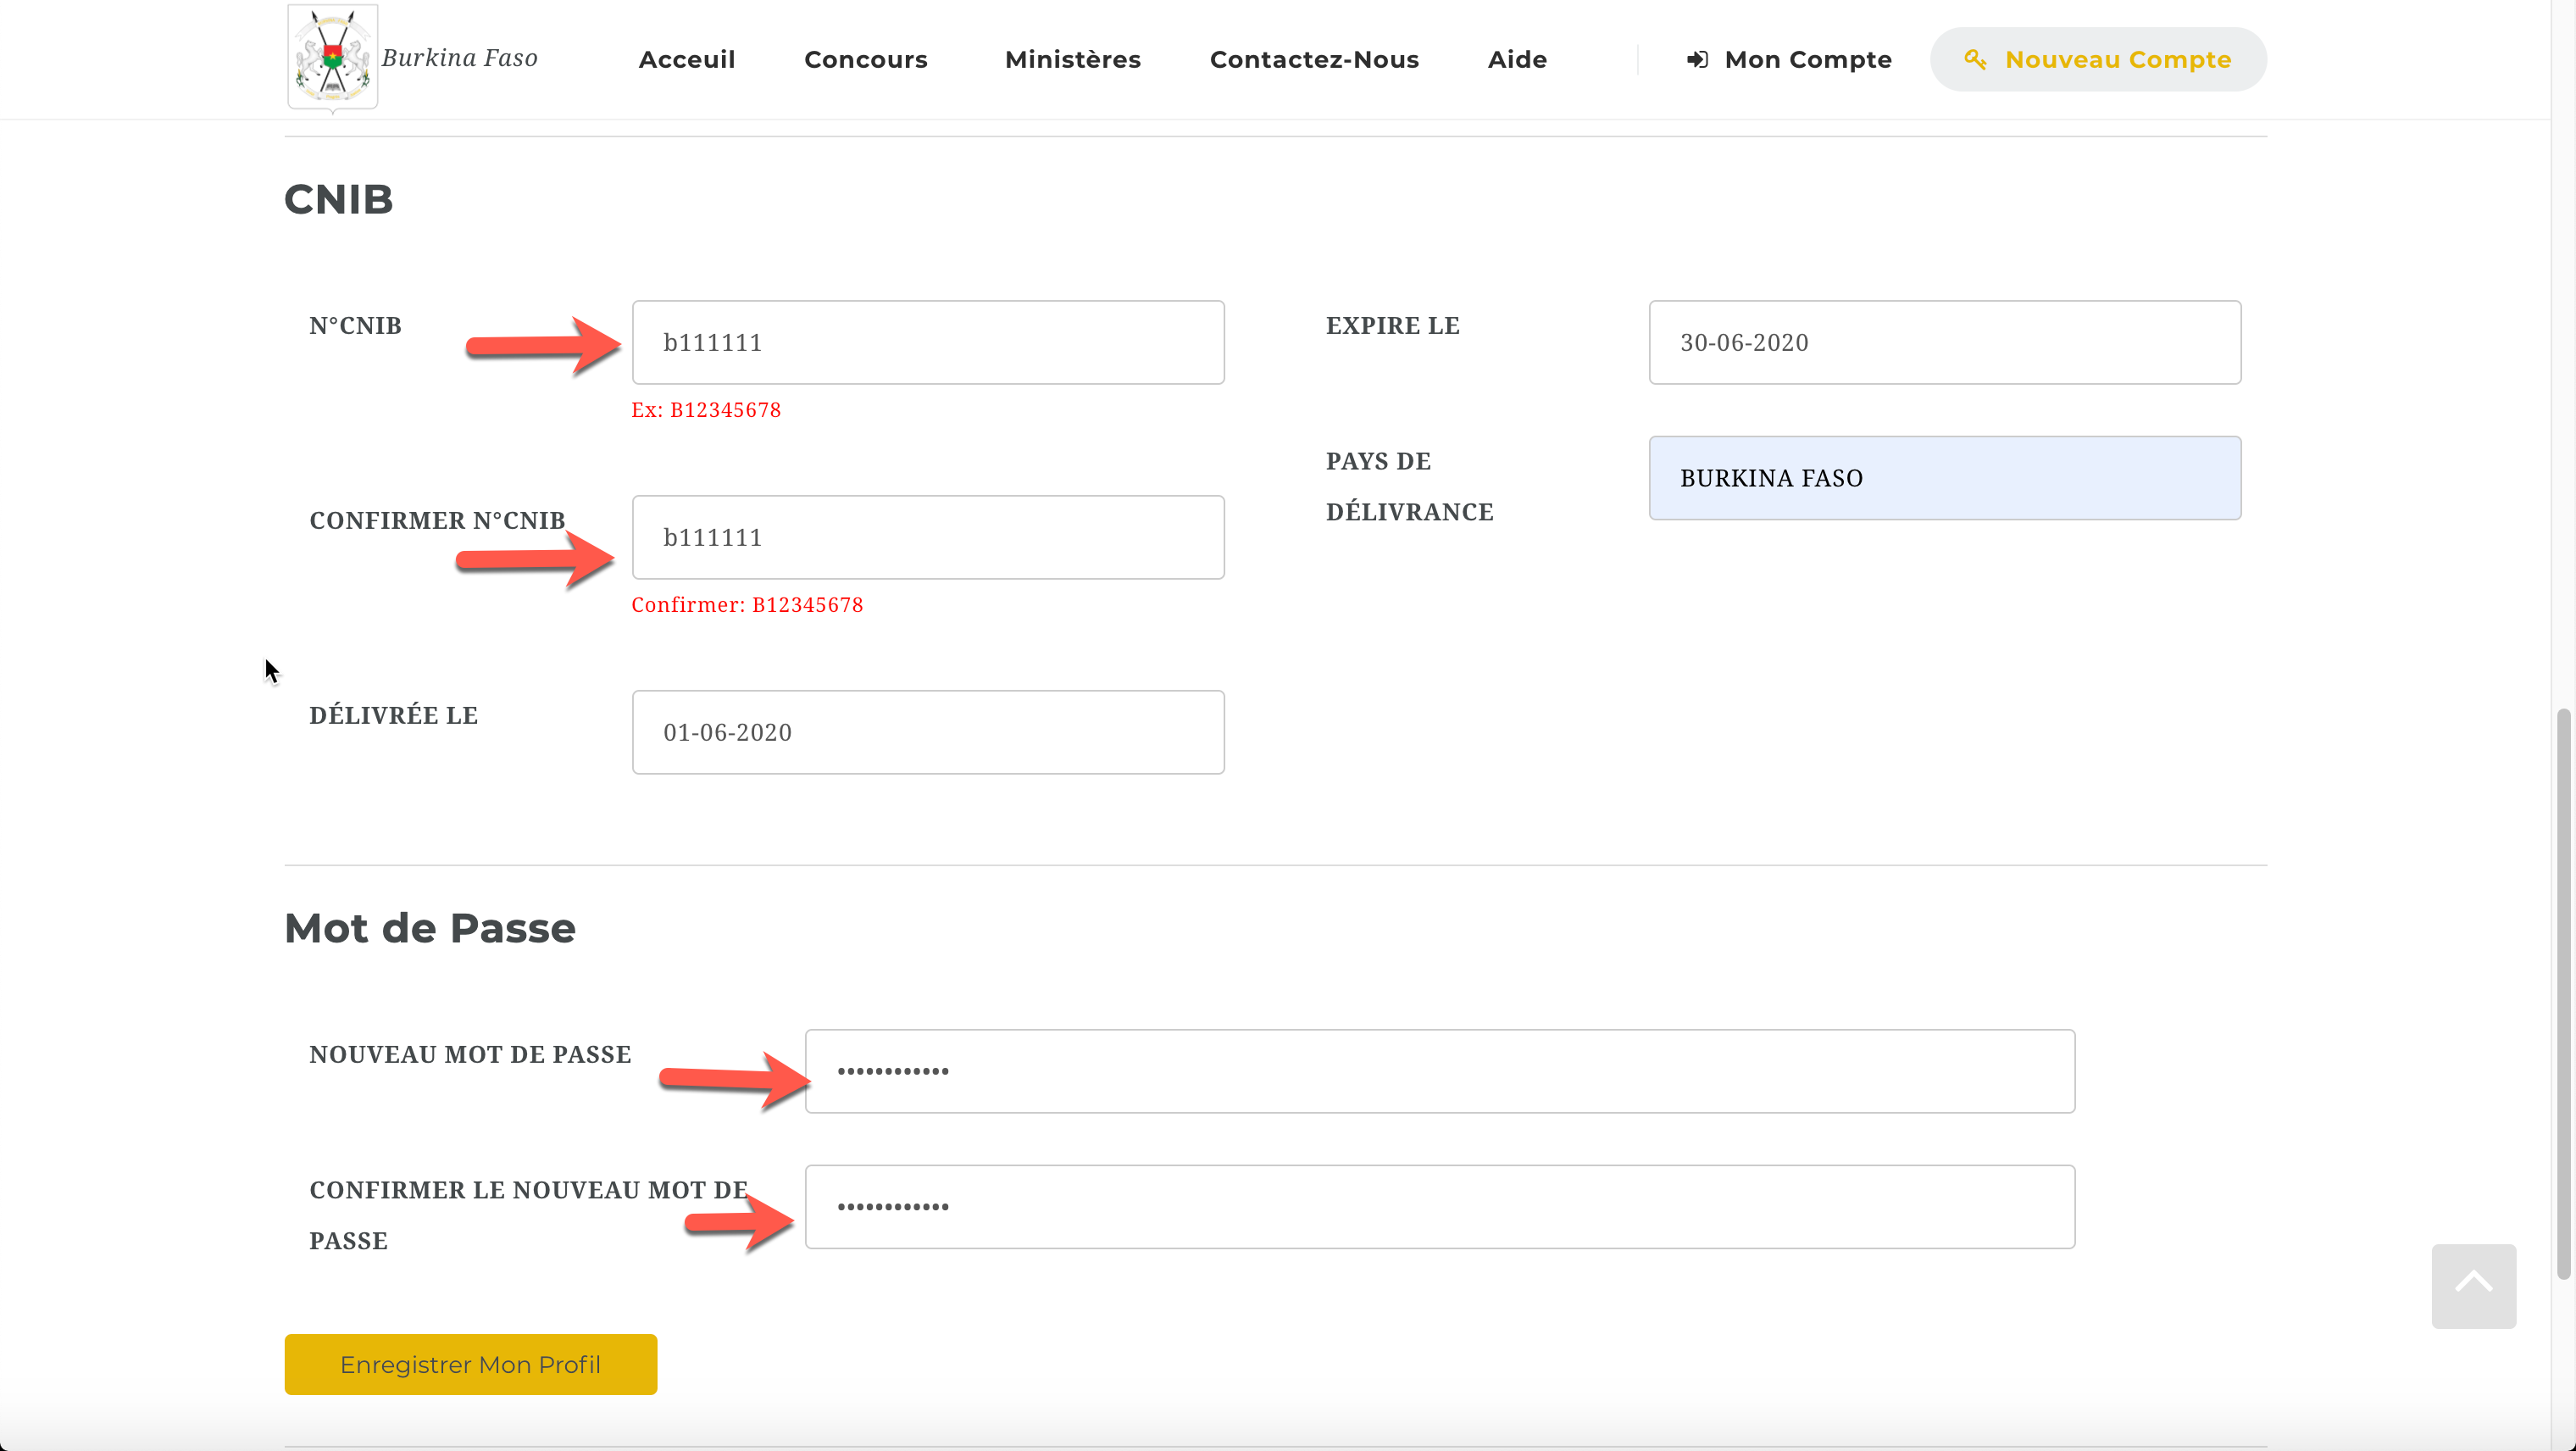 Burkina Faso
Acceuil
Concours
Ministères
Contactez-Nous
Aide
Mon Compte
Nouveau Compte
CNIB
N°CNIB
b111111
Ex: B12345678
EXPIRE LE
30-06-2020
CONFIRMER N°CNIB
b111111
Confirmer: B12345678
PAYS DE
DÉLIVRANCE
BURKINA FASO
DÉLIVRÉE LE
01-06-2020
Mot de Passe
NOUVEAU MOT DE PASSE
••••••••••••
CONFIRMER LE NOUVEAU MOT DE
PASSE
••••••••••••
Enregistrer Mon Profil